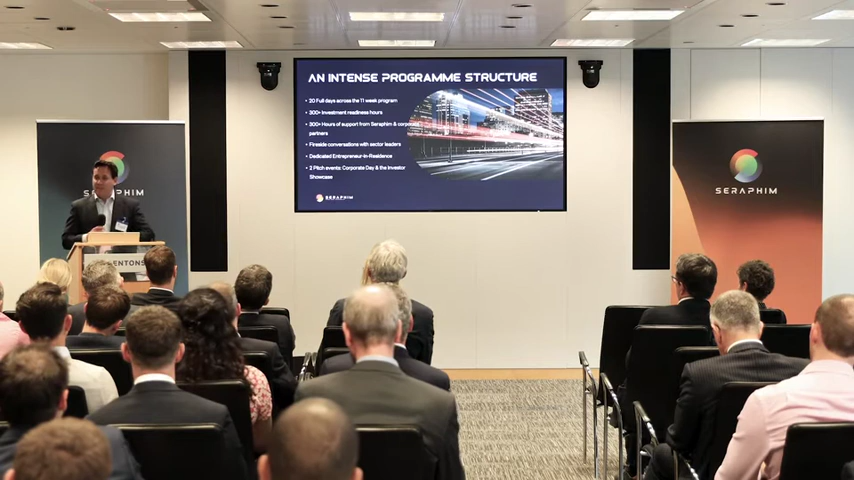 AN INTENSE PROGRAMME STRUCTURE
• 20 Full days across the 11 week program
• 300+ Investment readiness hours
• 300+ Hours of support from Seraphim & corporate
partners
• Fireside conversations with sector leaders
• Dedicated Entrepreneur-in-Residence
• 2 Pitch events: Corporate Day & the Investor
Showcase
SERAPHIM
SERAPHIM
SERAPHIM
ENTONS